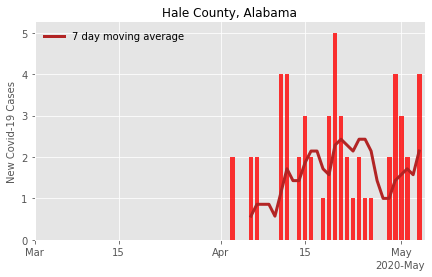 Hale County, Alabama
7 day moving average
New Covid-19 Cases
5
4
3
2
1
0
Mar
15
Apr
15
May
2020-May